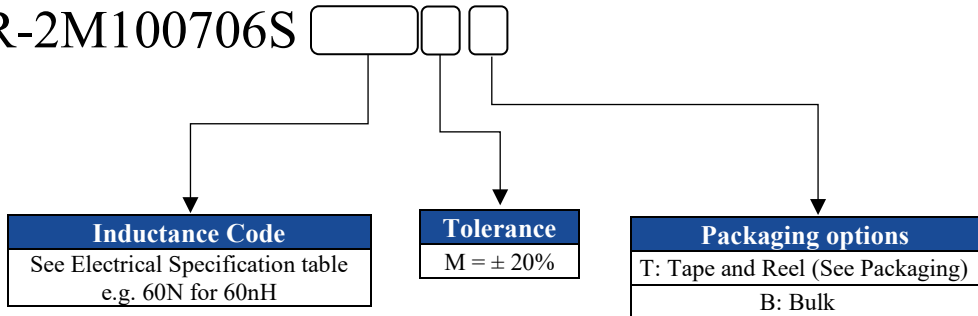 R-2M100706S
Inductance Code
See Electrical Specification table
e.g. 60N for 60nH
Tolerance
M = ± 20%
Packaging options
T: Tape and Reel (See Packaging)
B: Bulk